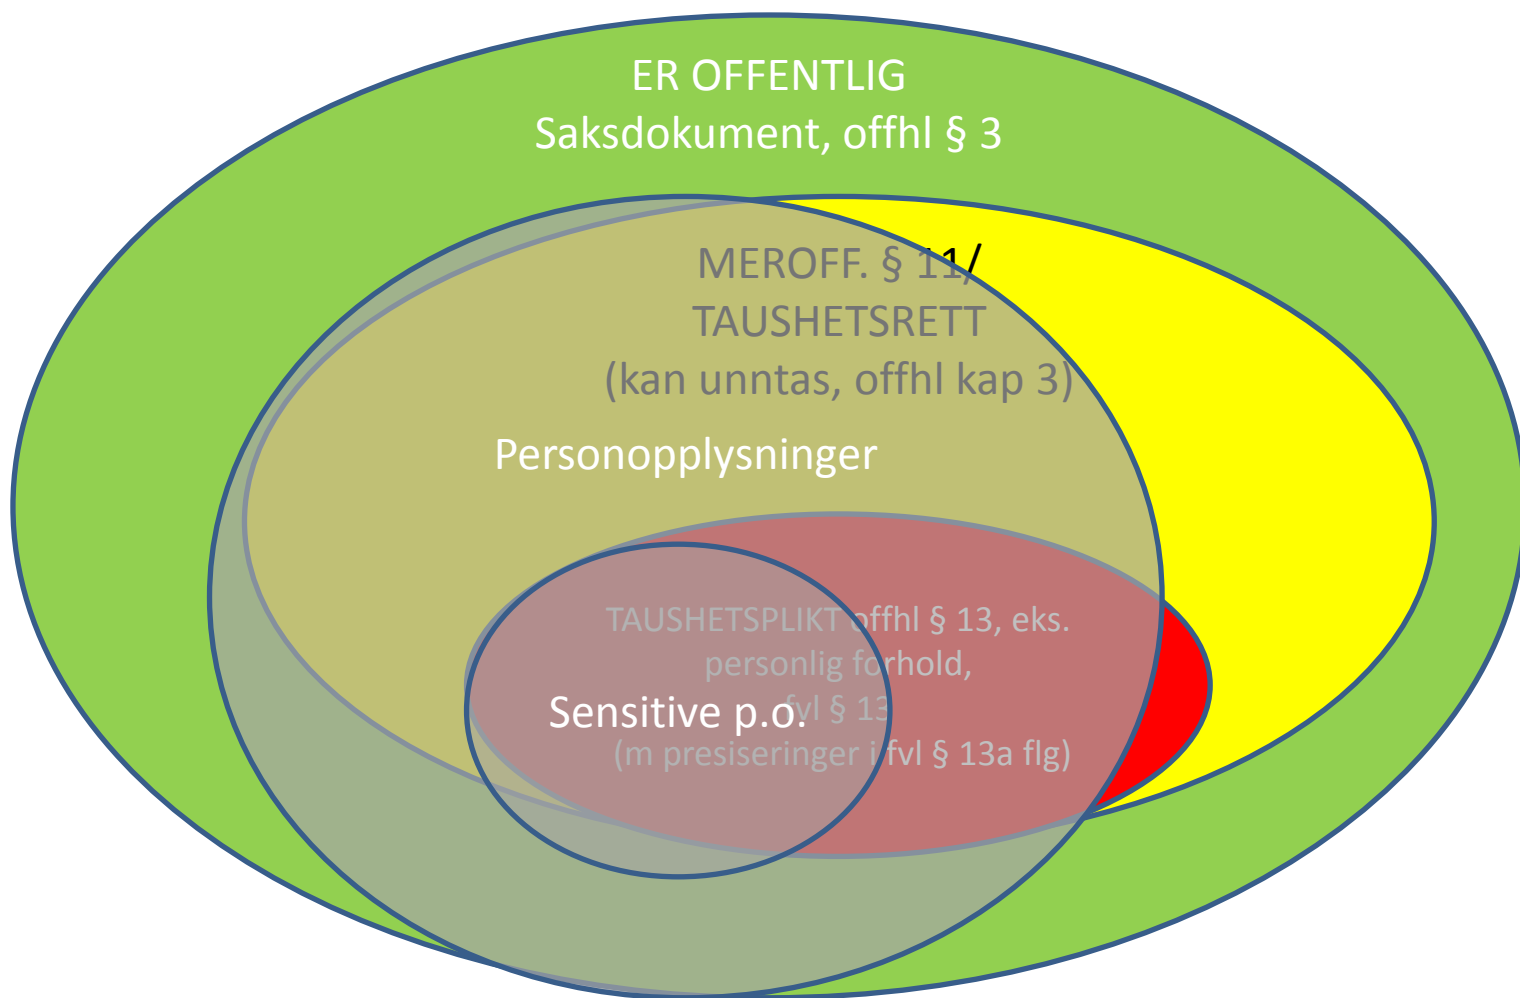 ER OFFENTLIG
Saksdokument, offhl § 3
MEROFF. § 11/
TAUSHETSRETT
(kan unntas, offhl kap 3)
Personopplysninger
TAUSHETSPLIKT offhl § 13, eks.
personlig forhold,
fvl § 13
Sensitive p.o.
(m presiseringer i fvl § 13a flg)